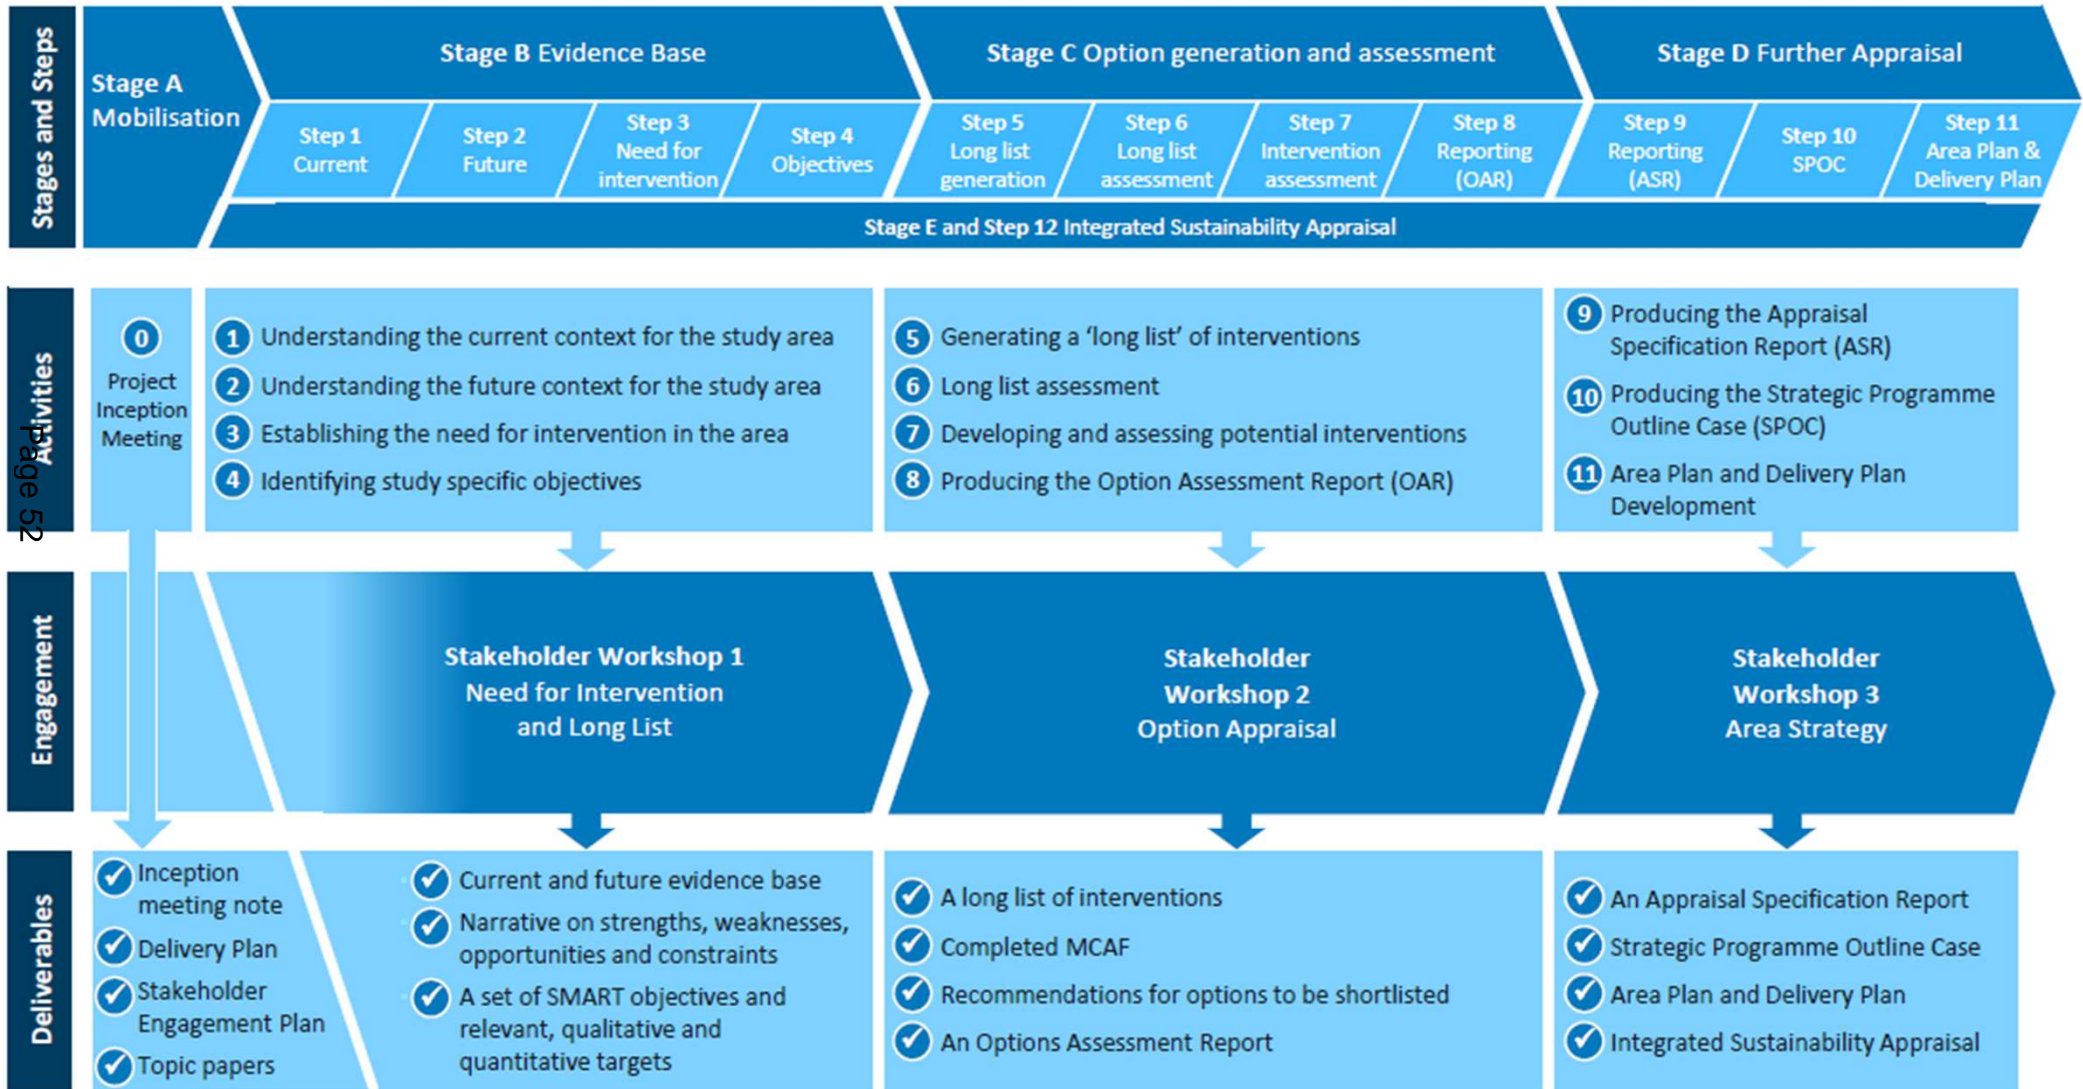 Stages and Steps
Stage A
Mobilisation
Stage B Evidence Base
Step 1
Current
Step 2
Future
Step 3
Need for
intervention
Step 4
Objectives
Stage C Option generation and assessment
Step 5
Long list
generation
Step 6
Long list
assessment
Step 7
Intervention
assessment
Step 8
Reporting
(OAR)
Stage D Further Appraisal
Step 9
Reporting
(ASR)
Step 10
SPOC
Step 11
Area Plan &
Delivery Plan
Stage E and Step 12 Integrated Sustainability Appraisal
Activities
Page 52
0
Project
Inception
Meeting
1 Understanding the current context for the study area
2 Understanding the future context for the study area
3 Establishing the need for intervention in the area
4 Identifying study specific objectives
5 Generating a ‘long list’ of interventions
6 Long list assessment
7 Developing and assessing potential interventions
8 Producing the Option Assessment Report (OAR)
9 Producing the Appraisal
Specification Report (ASR)
10 Producing the Strategic Programme
Outline Case (SPOC)
11 Area Plan and Delivery Plan
Development
Engagement
Stakeholder Workshop 1
Need for Intervention
and Long List
Stakeholder
Workshop 2
Option Appraisal
Stakeholder
Workshop 3
Area Strategy
Deliverables
Inception
meeting note
Delivery Plan
Stakeholder
Engagement Plan
Topic papers
Current and future evidence base
Narrative on strengths, weaknesses,
opportunities and constraints
A set of SMART objectives and
relevant, qualitative and
quantitative targets
A long list of interventions
Completed MCAF
Recommendations for options to be shortlisted
An Options Assessment Report
An Appraisal Specification Report
Strategic Programme Outline Case
Area Plan and Delivery Plan
Integrated Sustainability Appraisal